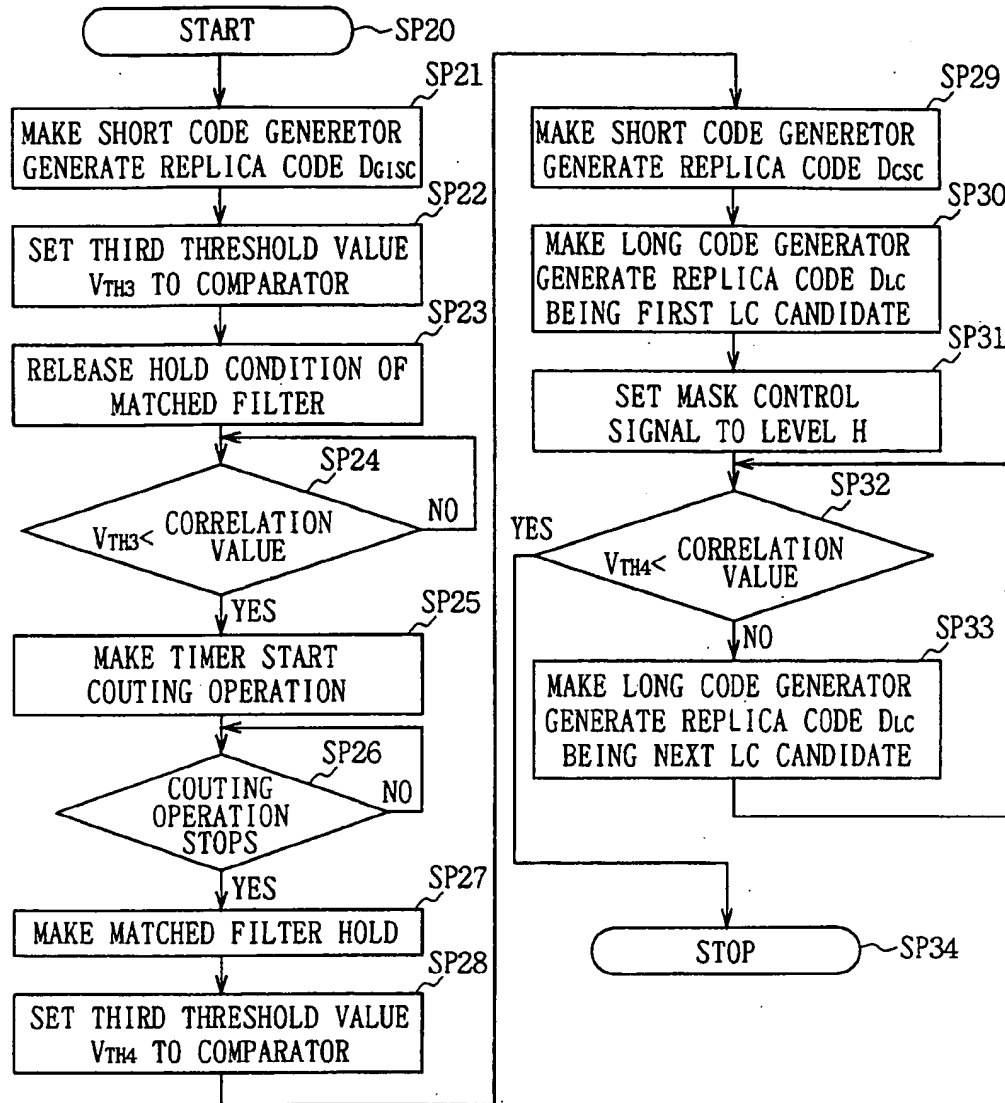 START
SP20
SP21
MAKE SHORT CODE GENERETOR
GENERATE REPLICA CODE DG1SC
SP22
SET THIRD THRESHOLD VALUE
VTH3 TO COMPARATOR
SP23
RELEASE HOLD CONDITION OF
MATCHED FILTER
SP24
VTH3< CORRELATION
VALUE
NO
YES
SP25
MAKE TIMER START
COUTING OPERATION
SP26
COUTING
OPERATION
STOPS
NO
YES
SP27
MAKE MATCHED FILTER HOLD
SP28
SET THIRD THRESHOLD VALUE
VTH4 TO COMPARATOR
SP29
MAKE SHORT CODE GENERETOR
GENERATE REPLICA CODE DCSC
SP30
MAKE LONG CODE GENERATOR
GENERATE REPLICA CODE DLC
BEING FIRST LC CANDIDATE
SP31
SET MASK CONTROL
SIGNAL TO LEVEL H
SP32
YES
VTH4< CORRELATION
VALUE
NO
SP33
MAKE LONG CODE GENERATOR
GENERATE REPLICA CODE DLC
BEING NEXT LC CANDIDATE
STOP
SP34